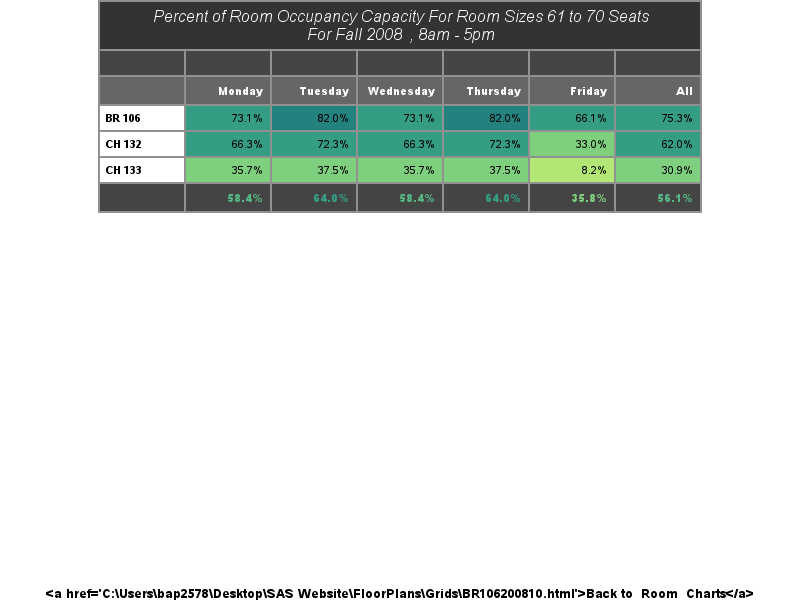 Percent of Room Occupancy Capacity For Room Sizes 61 to 70 Seats
For Fall 2008 , 8am - 5pm
Monday Tuesday Wednesday Thursday Friday All
BR 106 73.1% 82.0% 73.1% 82.0% 66.1% 75.3%
CH 132 66.3% 72.3% 66.3% 72.3% 33.0% 62.0%
CH 133 35.7% 37.5% 35.7% 37.5% 8.2% 30.9%
58.4% 64.0% 58.4% 64.0% 35.8% 56.1%
<a href='C:\Users\bap2578\Desktop\SAS Website\FloorPlans\Grids\BR106200810.html'>Back to Room Charts</a>